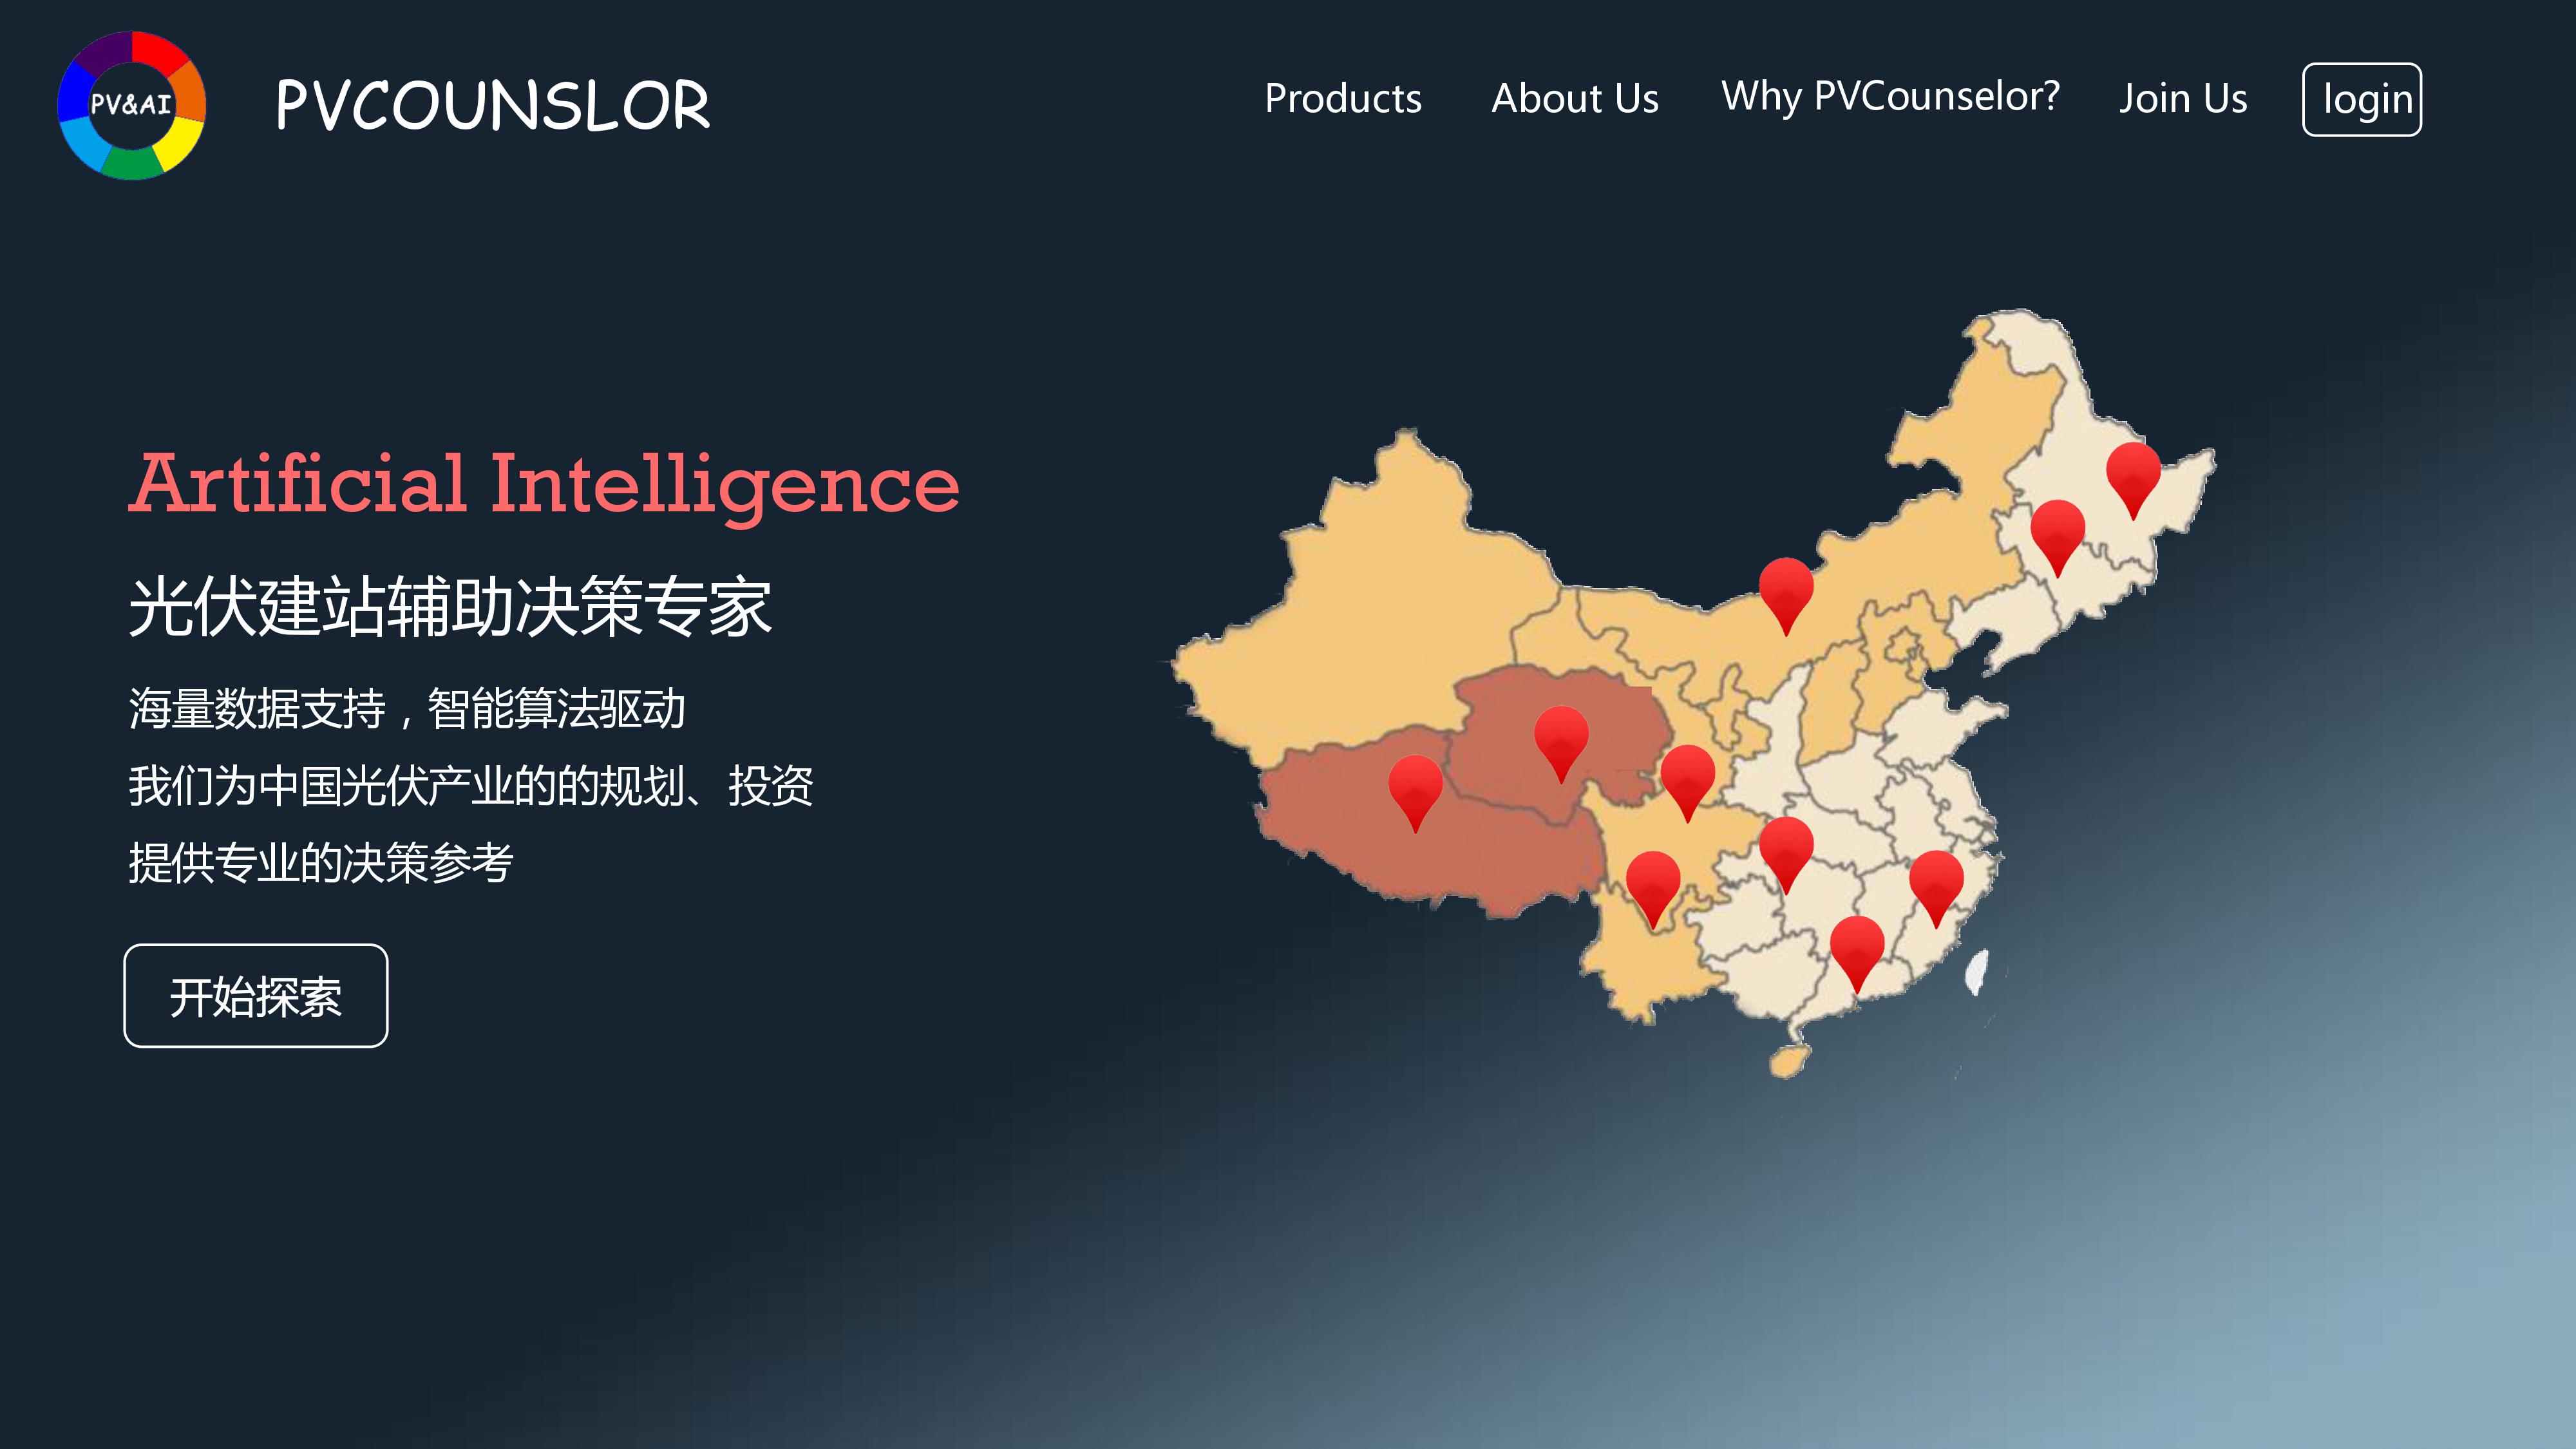 PV&AI
PVCOUNSLOR
Products
About Us
Why PVCounselor?
Join Us
login
Artificial Intelligence
光伏建站辅助决策专家
海量数据支持，智能算法驱动
我们为中国光伏产业的的规划、投资
提供专业的决策参考
开始探索